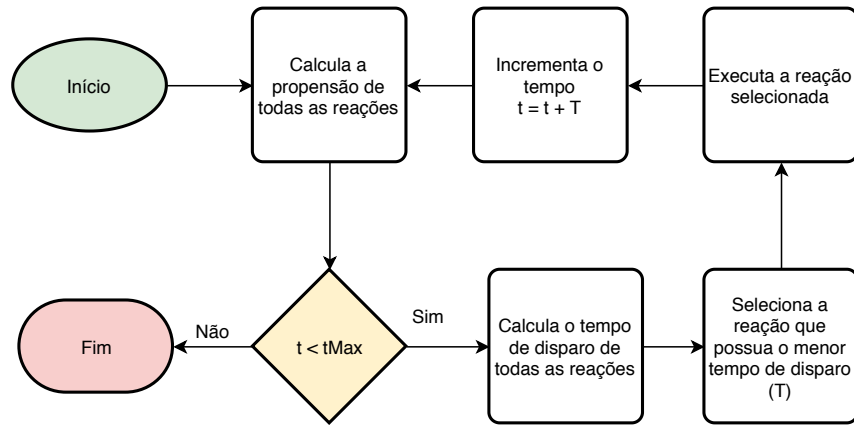 Início
Calcula a
propensão de
todas as reações
Incrementa o
tempo
t = t + T
Executa a reação
selecionada
Fim
Não
t < tMax
Sim
Calcula o tempo
de disparo de
todas as reações
Seleciona a
reação que
possua o menor
tempo de disparo
(T)